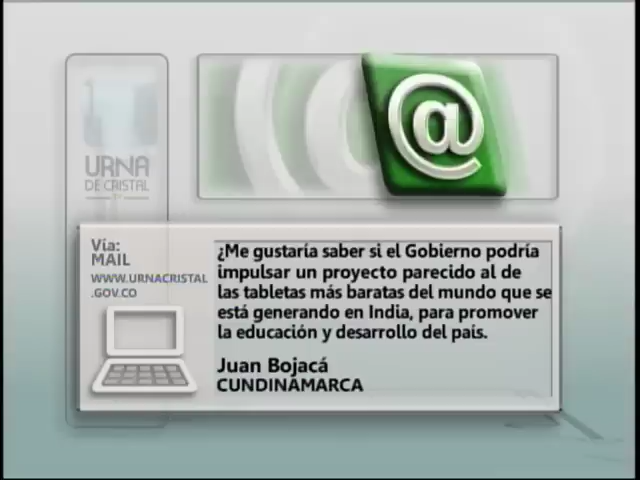 @
URNA
DE CRISTAL
TV
Vía:
MAIL
WWW.URNACRISTAL
.GOV.CO
¿Me gustaría saber si el Gobierno podría
impulsar un proyecto parecido al de
las tabletas más baratas del mundo que se
está generando en India, para promover
la educación y desarrollo del país.
Juan Bojacá
CUNDINAMARCA